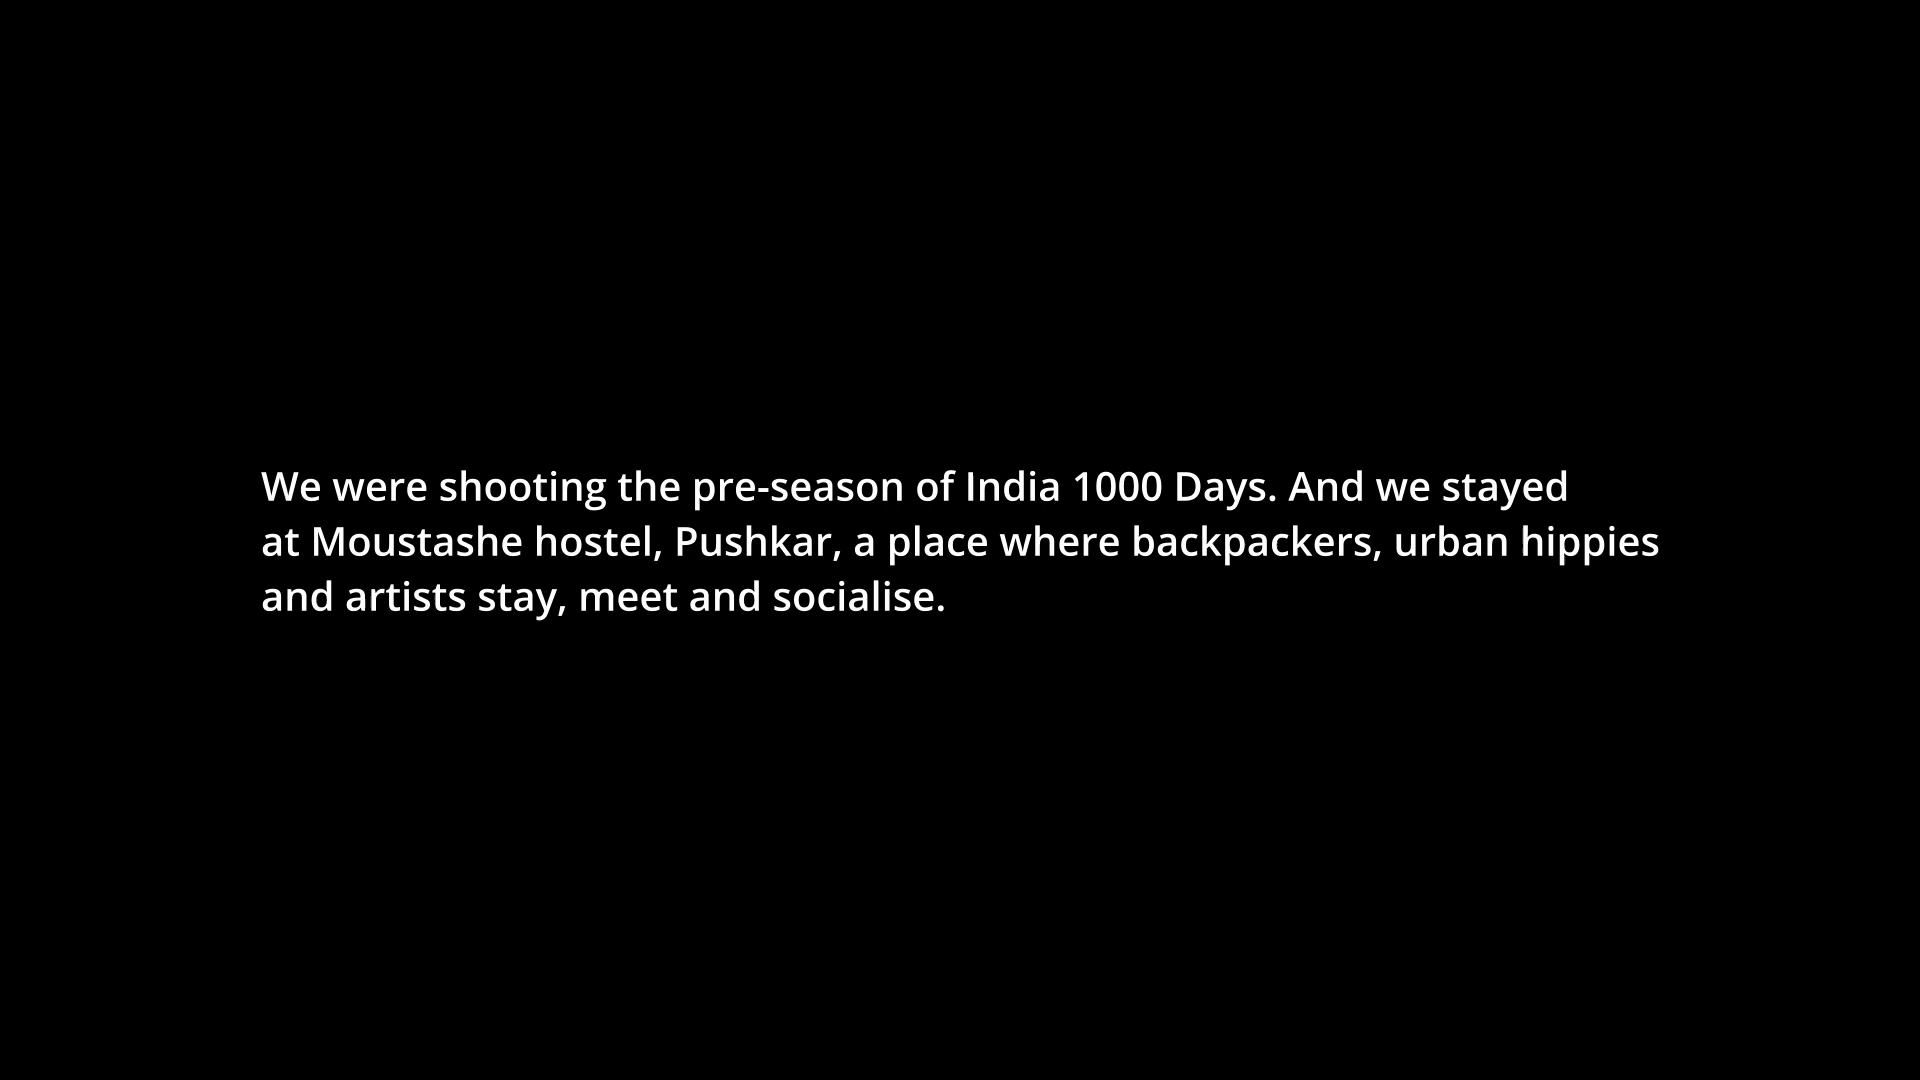 We were shooting the pre-season of India 1000 Days. And we stayed
at Moustashe hostel, Pushkar, a place where backpackers, urban hippies
and artists stay, meet and socialise.